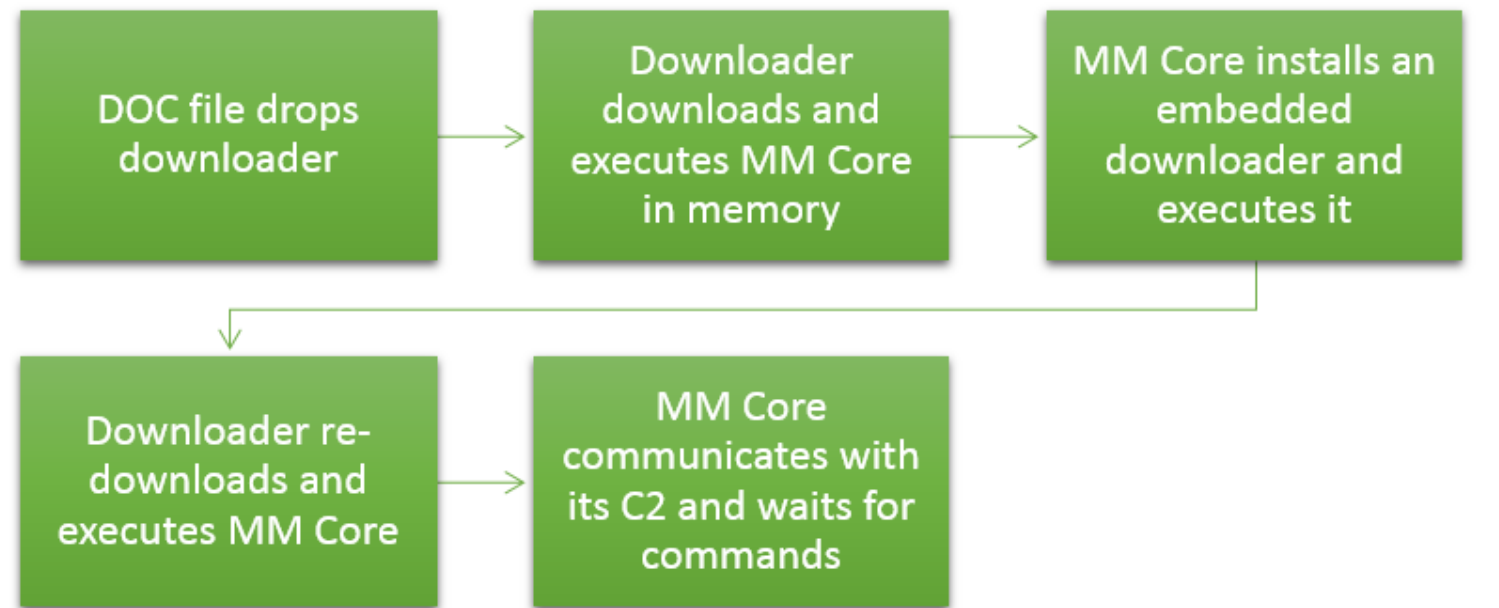 DOC file drops
downloader
Downloader
downloads and
executes MM Core
in memory
MM Core installs an
embedded
downloader and
executes it
Downloader re-
downloads and
executes MM Core
MM Core
communicates with
its C2 and waits for
commands